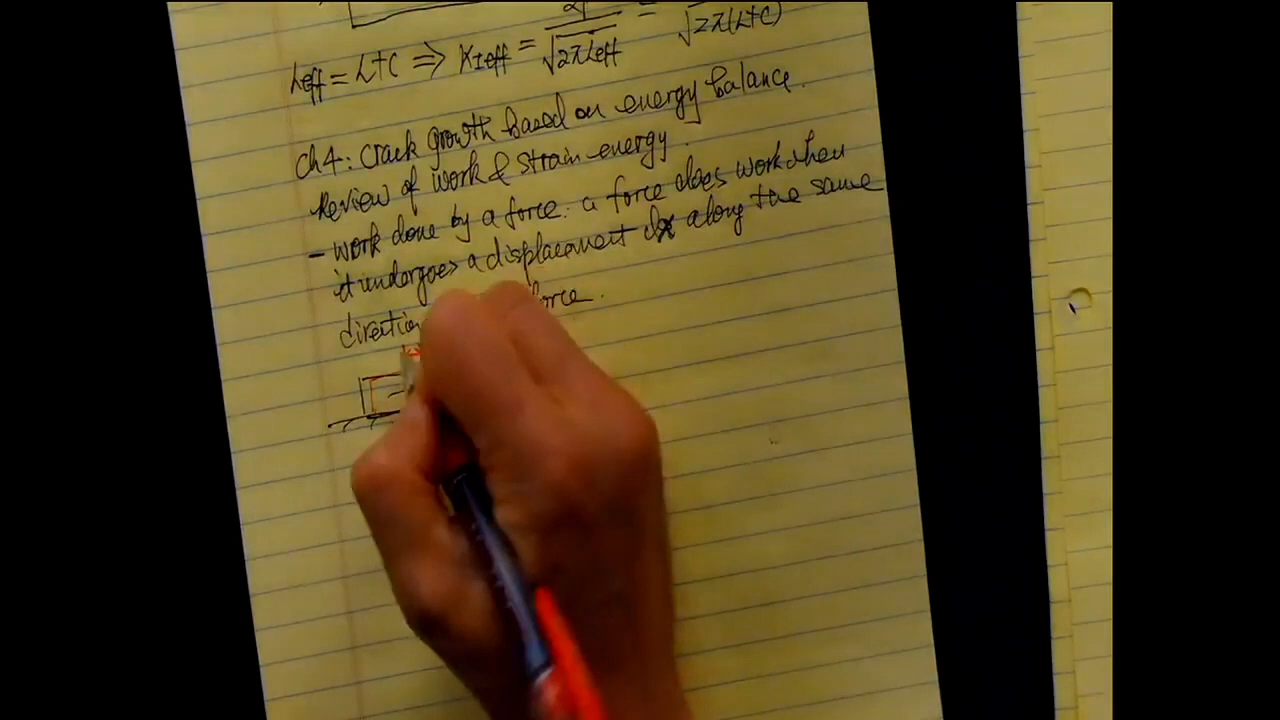 Leff = L+C ⇒ KIeff = / √2πLeff = / √2π(L+C)
Ch4: Crack growth based on energy balance.
Review of work & strain energy.
- work done by a force: a force does work when
it undergoes a displacement dx along the same
direction force.